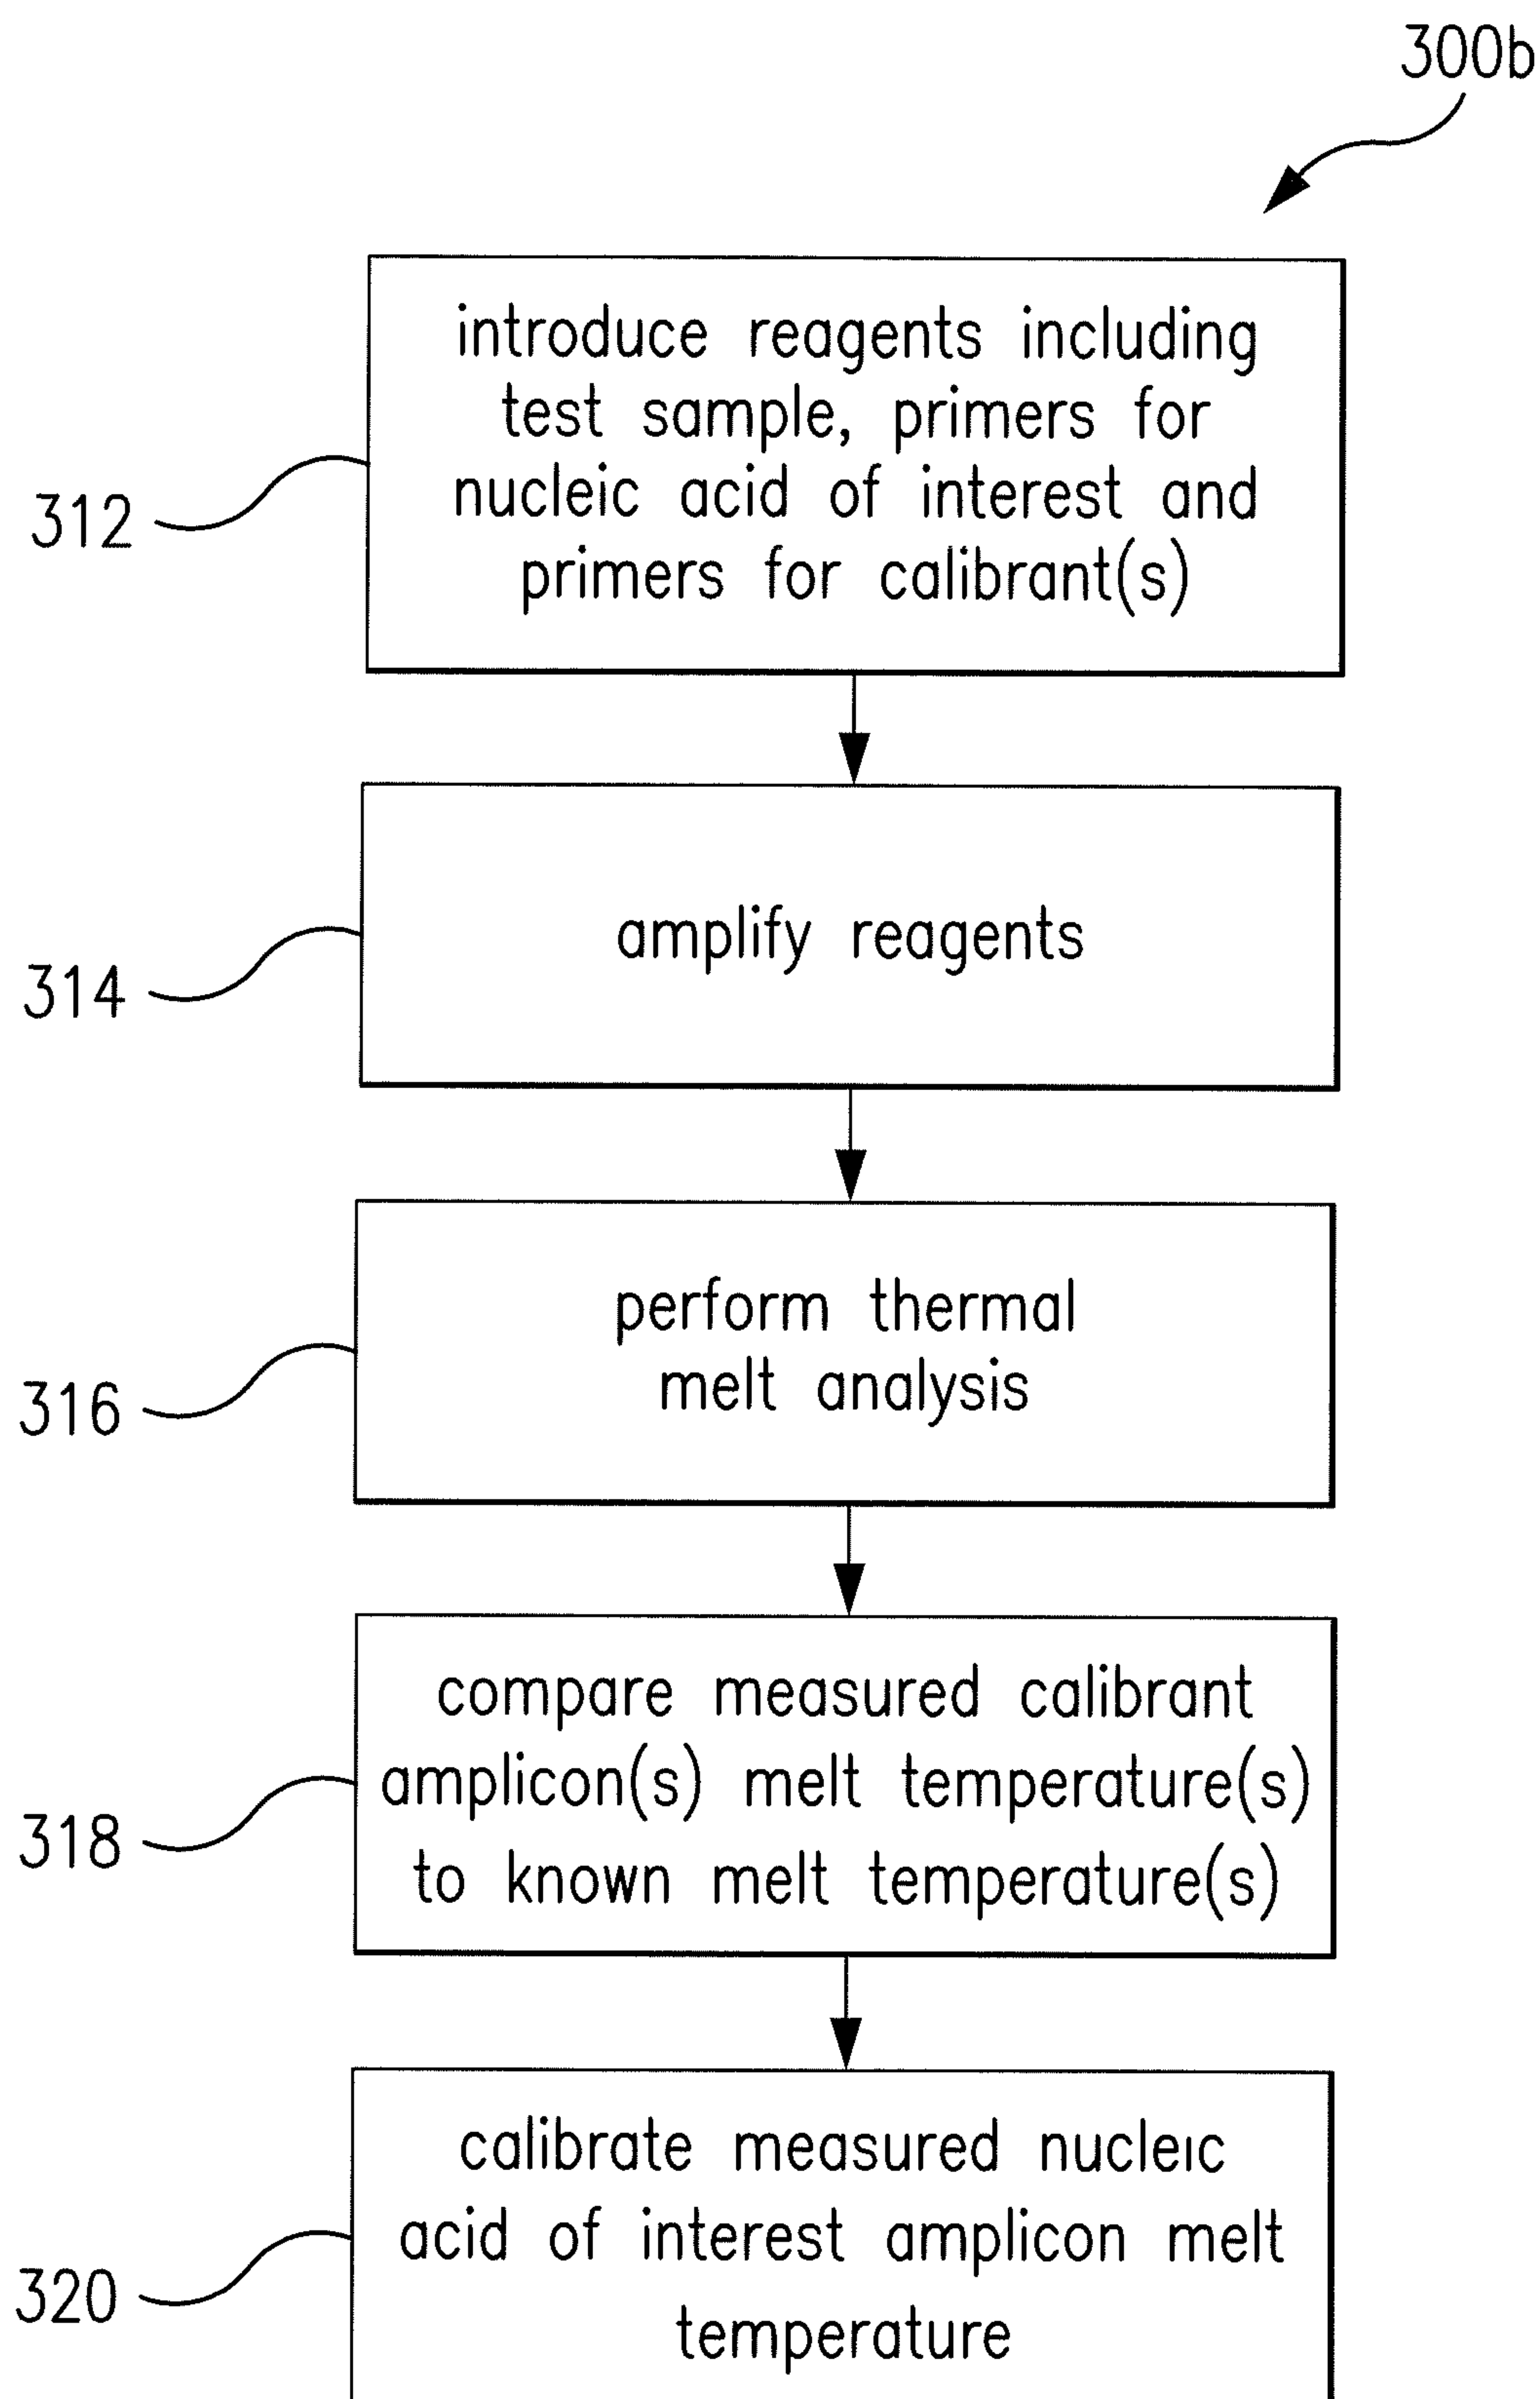 300b
introduce reagents including
test sample, primers for
nucleic acid of interest and
primers for calibrant(s)
312
amplify reagents
314
perform thermal
melt analysis
316
compare measured calibrant
amplicon(s) melt temperature(s)
to known melt temperature(s)
318
calibrate measured nucleic
acid of interest amplicon melt
temperature
320